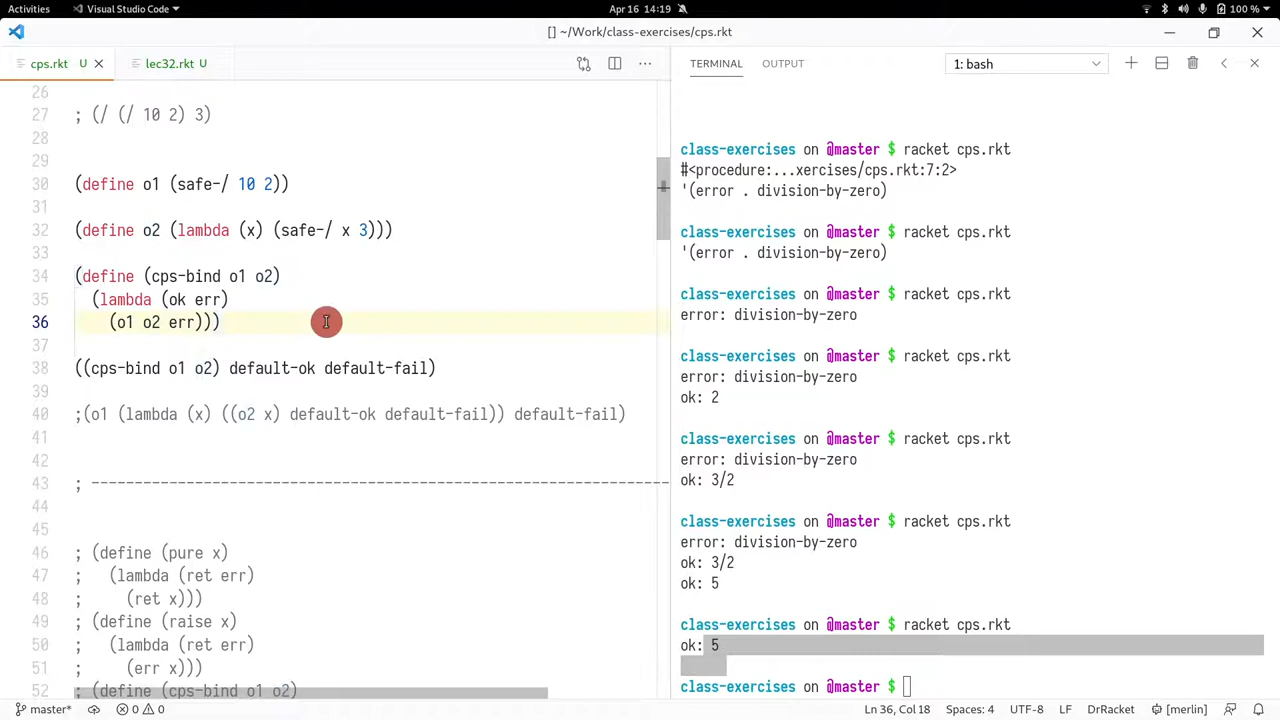 Activities Visual Studio Code Apr 16 14:19 100 %
[] ~/Work/class-exercises/cps.rkt
cps.rkt U lec32.rkt U
26
27 ; (/ (/ 10 2) 3)
28
29
30 (define o1 (safe-/ 10 2))
31
32 (define o2 (lambda (x) (safe-/ x 3)))
33
34 (define (cps-bind o1 o2)
35 (lambda (ok err)
36 (o1 o2 err)))
37
38 ((cps-bind o1 o2) default-ok default-fail)
39
40 ;(o1 (lambda (x) ((o2 x) default-ok default-fail)) default-fail)
41
42
43 ; --------------------------------------------------------------------
44
45
46 ; (define (pure x)
47 ; (lambda (ret err)
48 ; (ret x)))
49 ; (define (raise x)
50 ; (lambda (ret err)
51 ; (err x)))
52 ; (define (cps-bind o1 o2)
TERMINAL OUTPUT 1: bash
class-exercises on @master $ racket cps.rkt
#<procedure:...xercises/cps.rkt:7:2>
'(error . division-by-zero)
class-exercises on @master $ racket cps.rkt
'(error . division-by-zero)
class-exercises on @master $ racket cps.rkt
error: division-by-zero
class-exercises on @master $ racket cps.rkt
error: division-by-zero
ok: 2
class-exercises on @master $ racket cps.rkt
error: division-by-zero
ok: 3/2
class-exercises on @master $ racket cps.rkt
error: division-by-zero
ok: 3/2
ok: 5
class-exercises on @master $ racket cps.rkt
ok: 5
class-exercises on @master $
master* 0 0 Ln 36, Col 18 Spaces: 4 UTF-8 LF DrRacket [merlin]